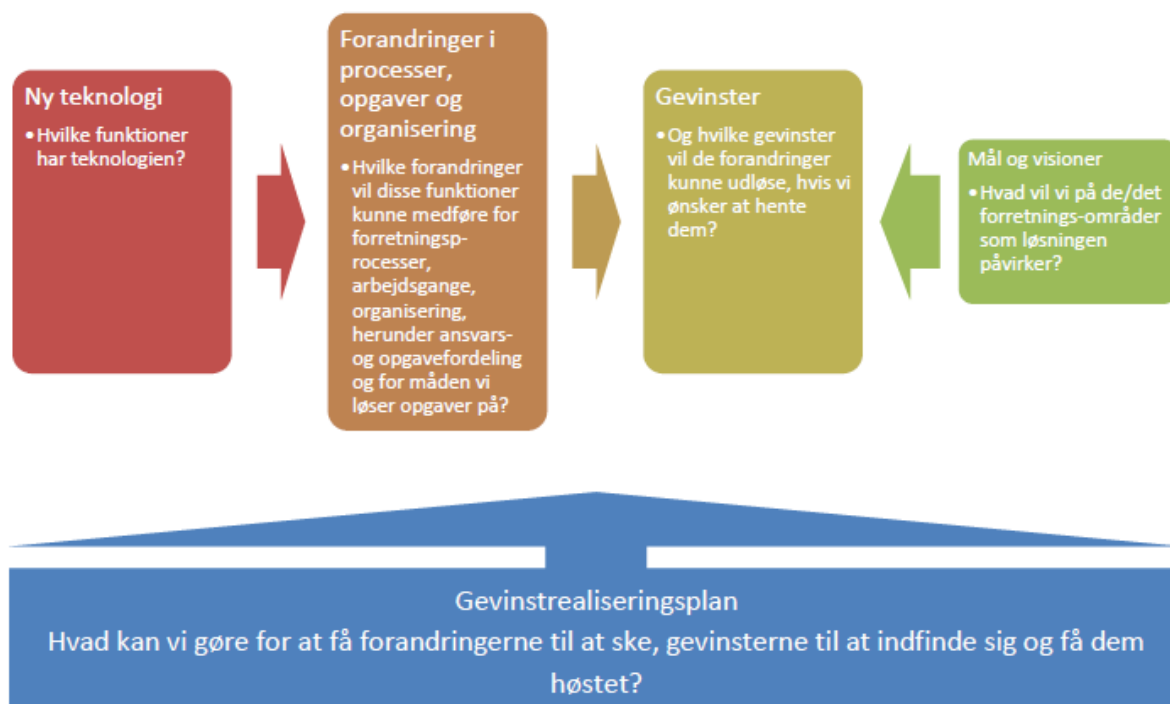 Ny teknologi
•Hvilke funktioner
har teknologien?
Forandringer i
processer,
opgaver og
organisering
•Hvilke forandringer
vil disse funktioner
kunne medføre for
forretningsp-
rocesser,
arbejdsgange,
organisering,
herunder ansvars-
og opgavefordeling
og for måden vi
løser opgaver på?
Gevinster
•Og hvilke gevinster
vil de forandringer
kunne udløse, hvis vi
ønsker at hente
dem?
Mål og visioner
•Hvad vil vi på de/det
forretnings-områder
som løsningen
påvirker?
Gevinstrealiseringsplan
Hvad kan vi gøre for at få forandringerne til at ske, gevinsterne til at indfinde sig og få dem
høstet?